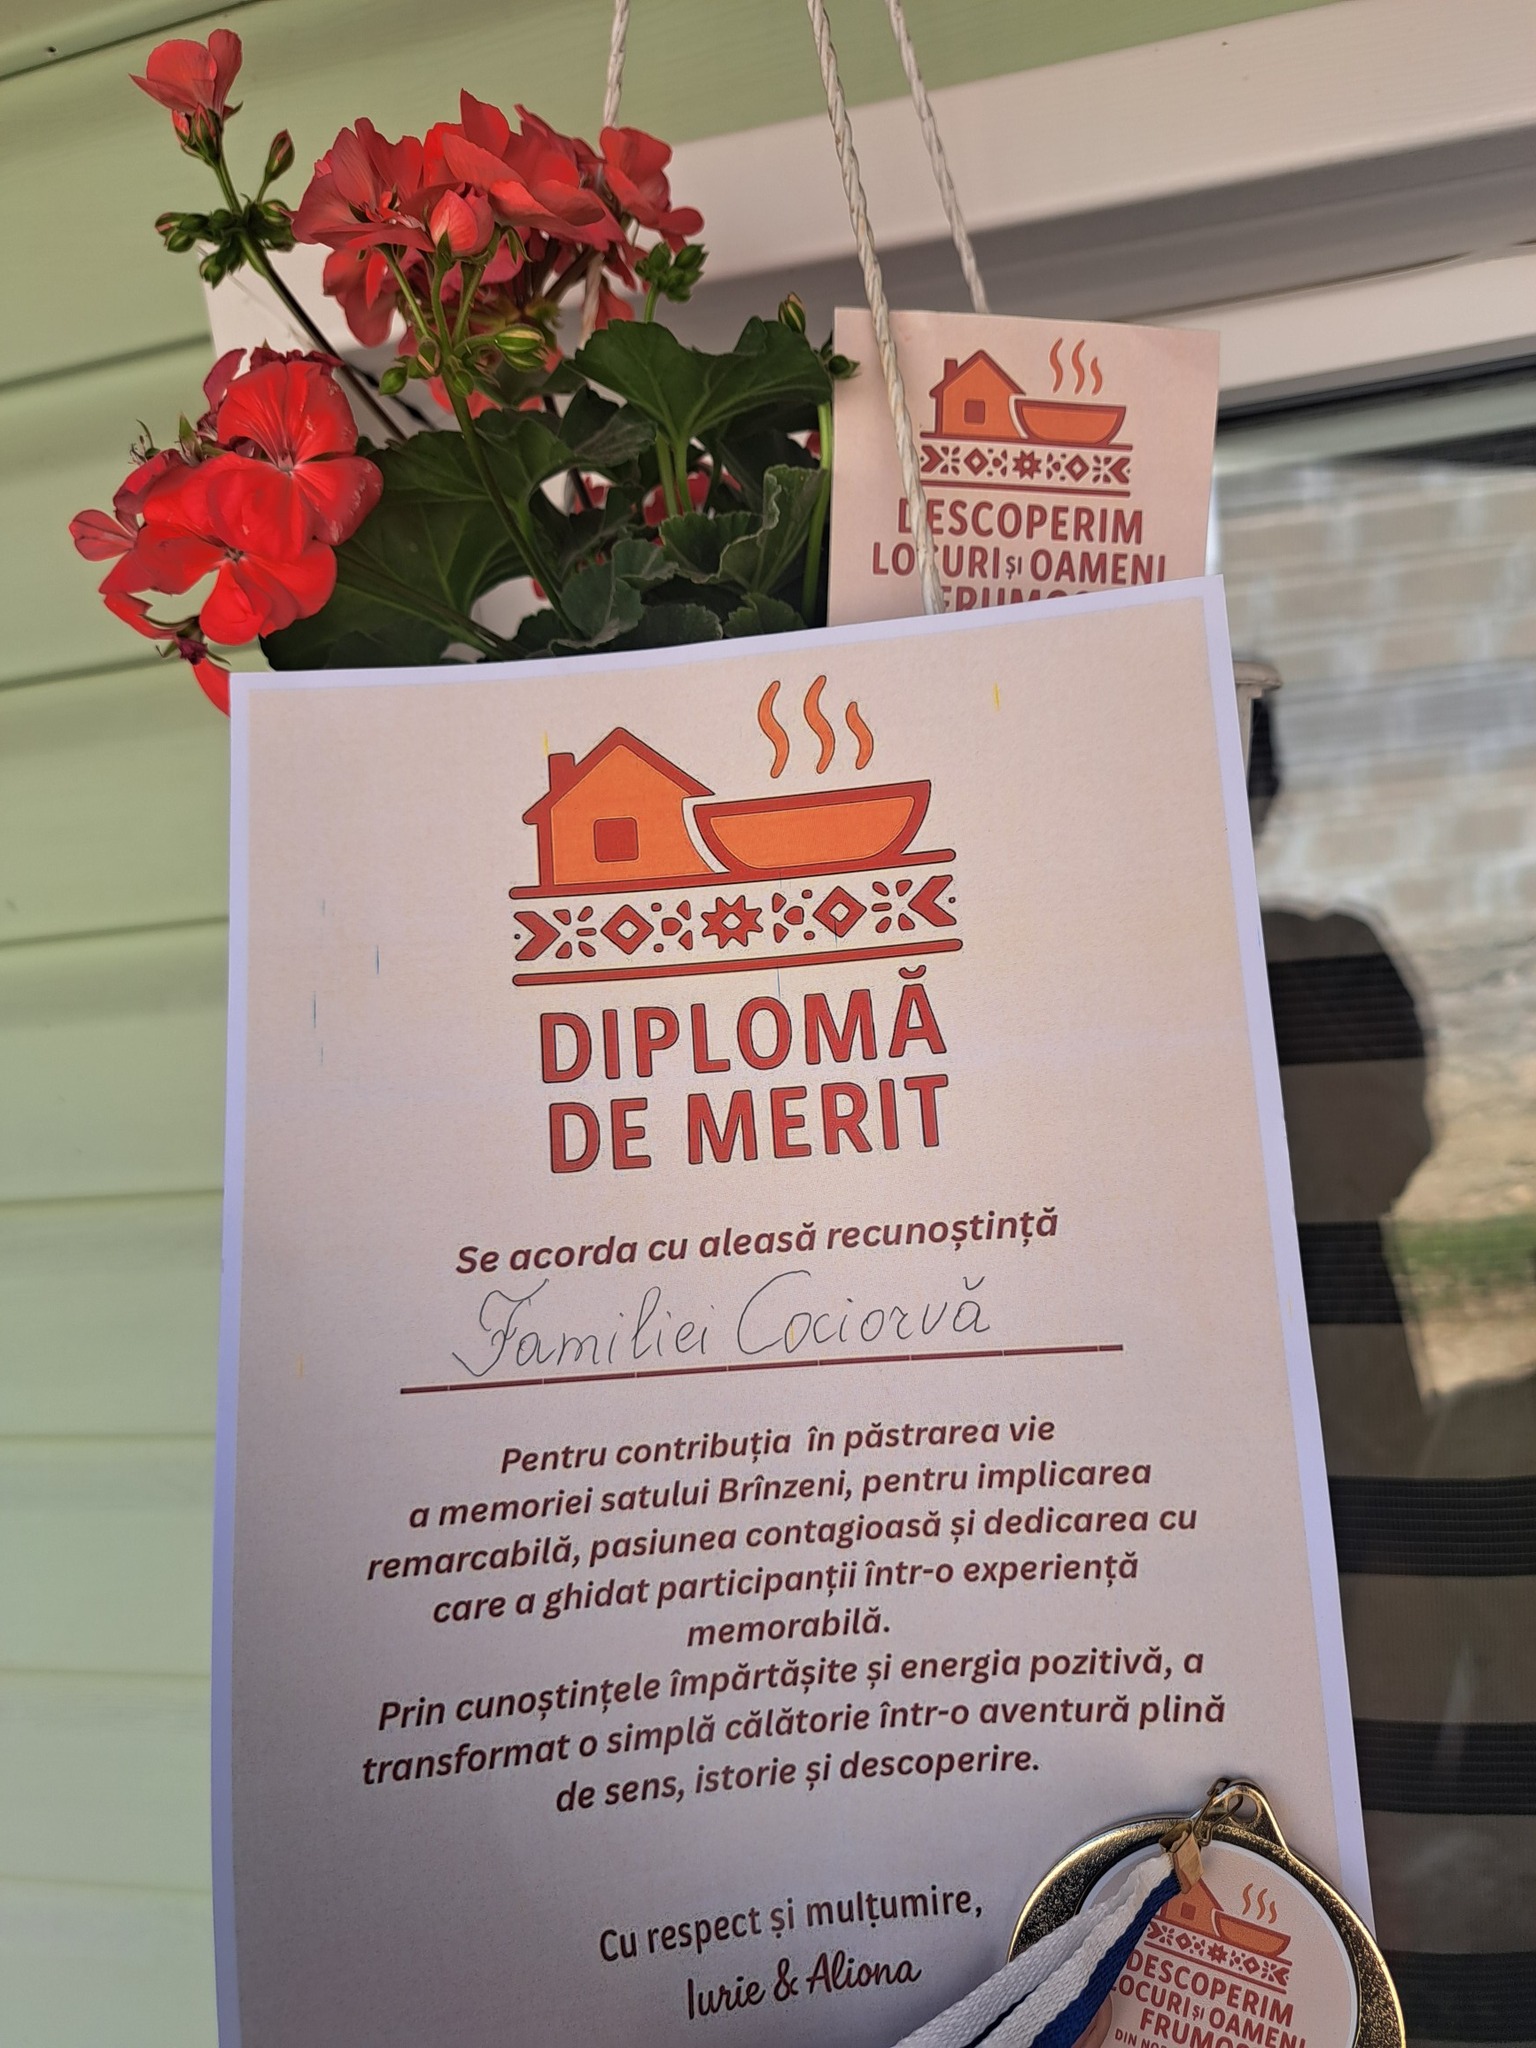 DESCOPERIM
LOCURI ȘI OAMENI
DIPLOMĂ
DE MERIT
Se acorda cu aleasă recunoștință
Familiei Cociorvă
Pentru contribuția în păstrarea vie
a memoriei satului Brînzeni, pentru implicarea
remarcabilă, pasiunea contagioasă și dedicarea cu
care a ghidat participanții într-o experiență
memorabilă.
Prin cunoștințele împărtășite și energia pozitivă, a
transformat o simplă călătorie într-o aventură plină
de sens, istorie și descoperire.
Cu respect și mulțumire,
Iurie & Aliona
DESCOPERIM
LOCURI ȘI OAMENI
DIN